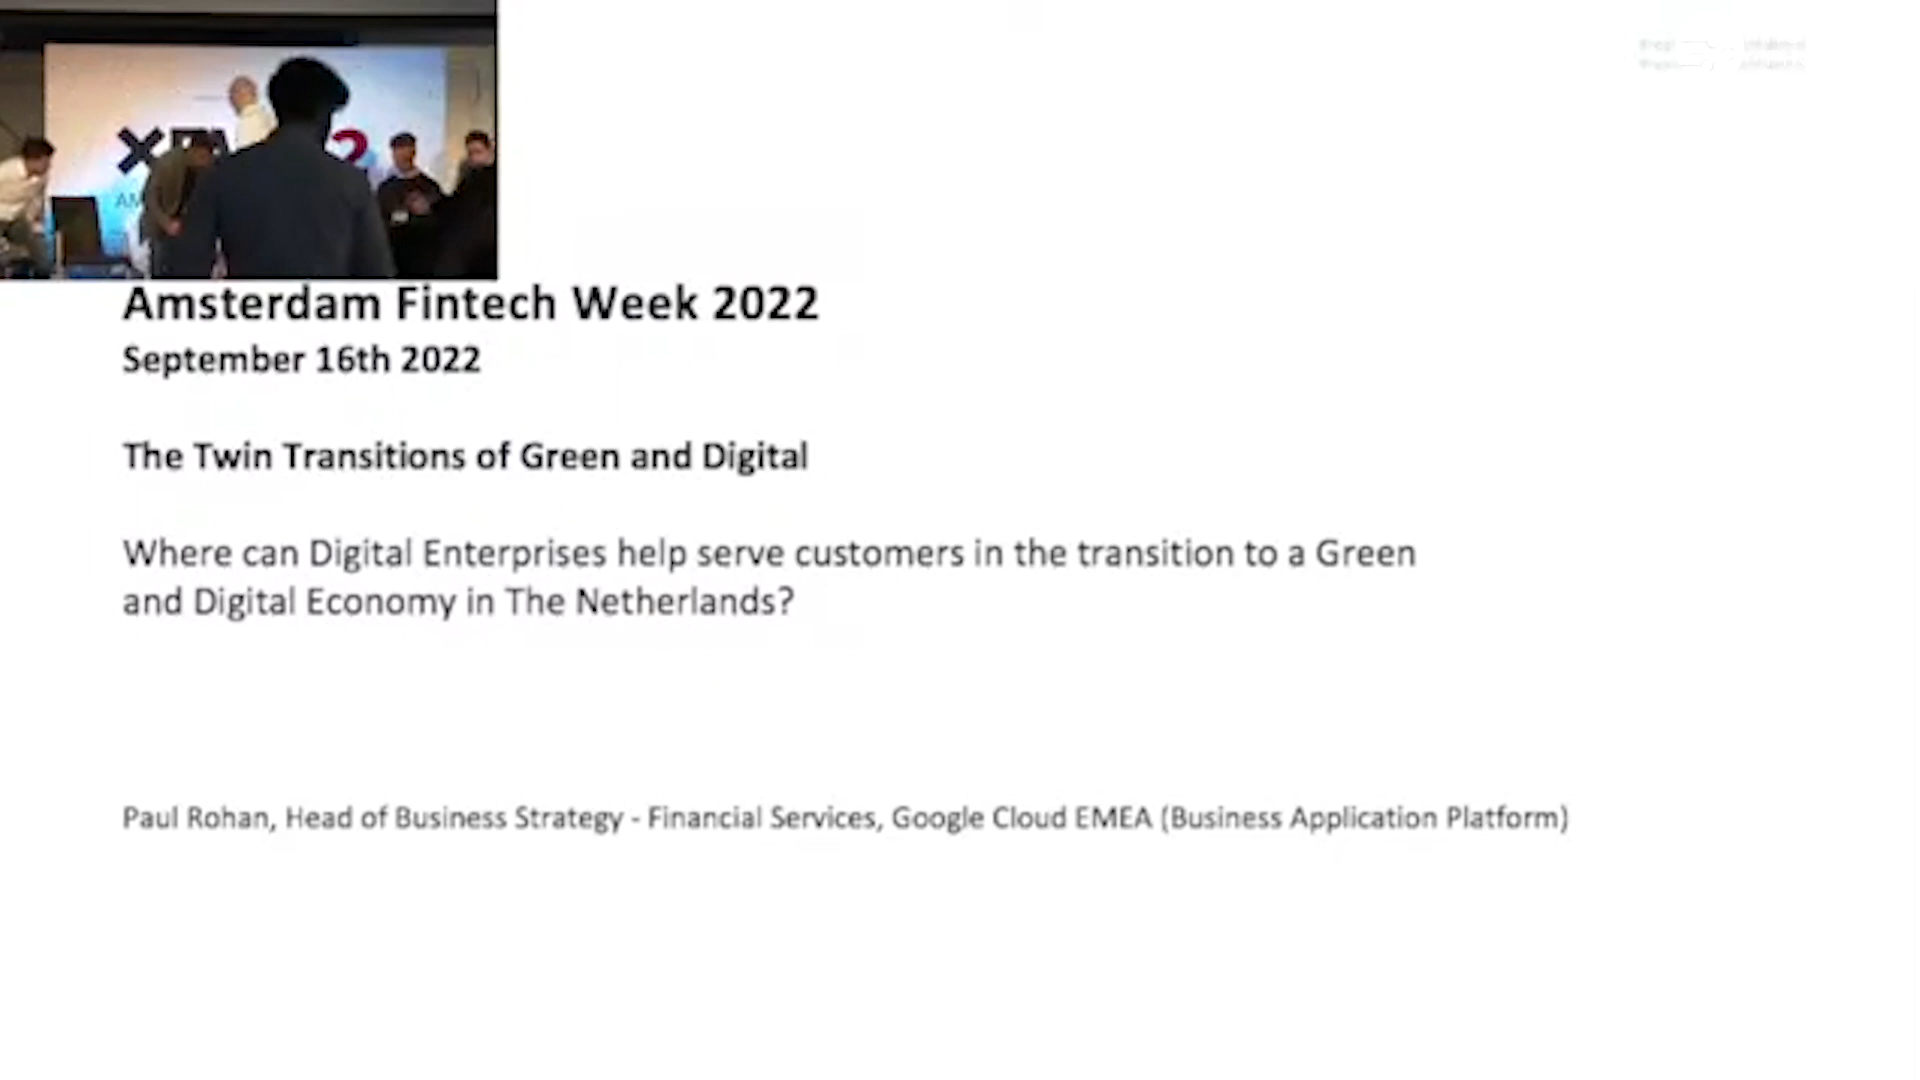 Amsterdam Fintech Week 2022
September 16th 2022
The Twin Transitions of Green and Digital
Where can Digital Enterprises help serve customers in the transition to a Green
and Digital Economy in The Netherlands?
Paul Rohan, Head of Business Strategy - Financial Services, Google Cloud EMEA (Business Application Platform)